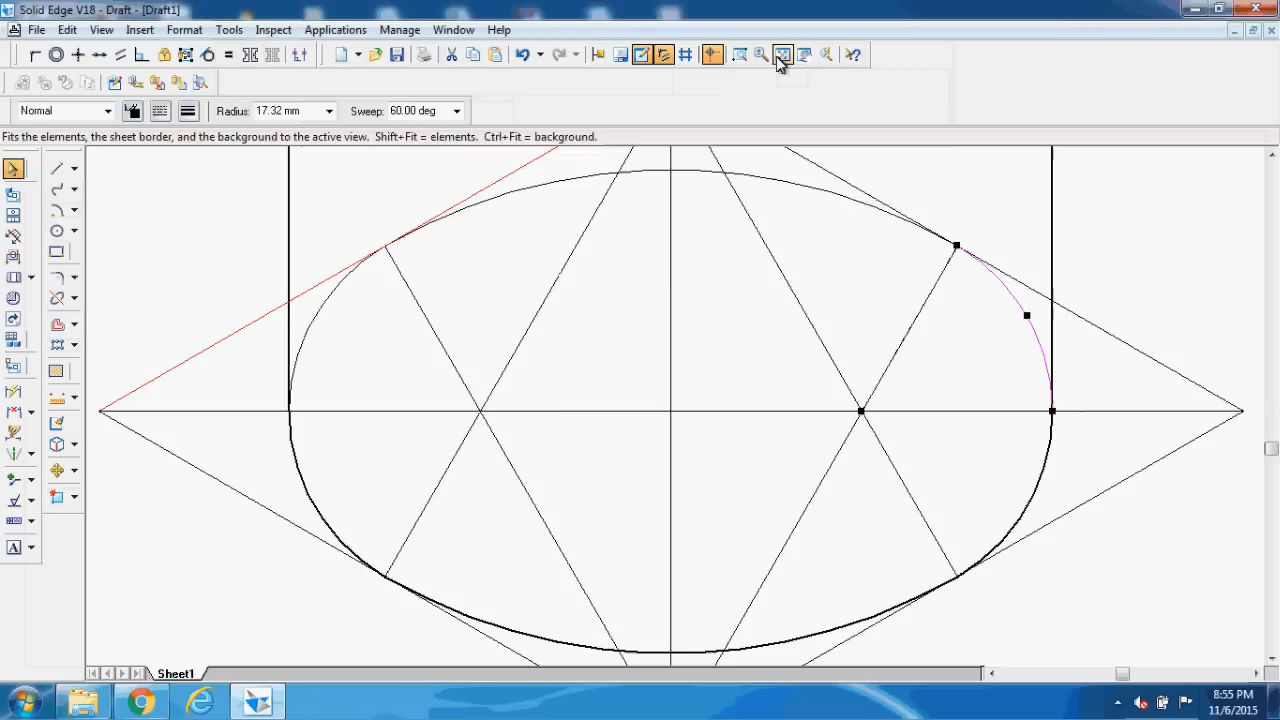 Solid Edge V18 - Draft - [Draft1]
File Edit View Insert Format Tools Inspect Applications Manage Window Help
Normal Radius: 17.32 mm Sweep: 60.00 deg
Fits the elements, the sheet border, and the background to the active view. Shift+Fit = elements. Ctrl+Fit = background.
A
Sheet1
8:55 PM
11/6/2015